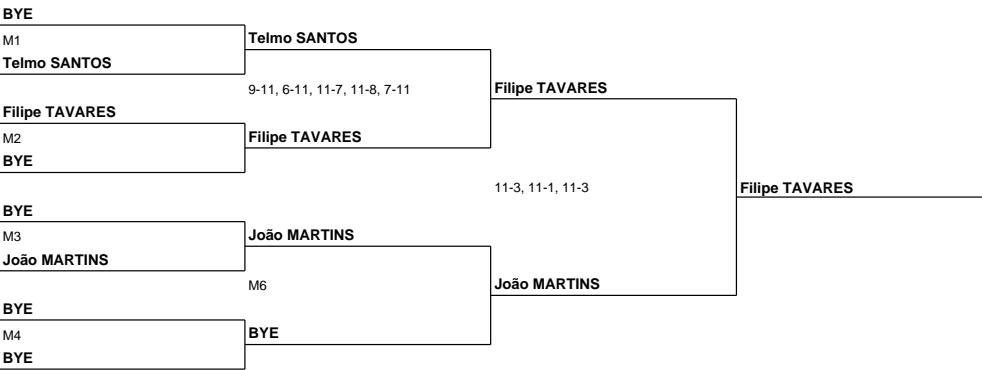 BYE
M1
Telmo SANTOS
Telmo SANTOS
9-11, 6-11, 11-7, 11-8, 7-11
Filipe TAVARES
Filipe TAVARES
M2
Filipe TAVARES
BYE
11-3, 11-1, 11-3
Filipe TAVARES
BYE
M3
João MARTINS
João MARTINS
M6
João MARTINS
BYE
M4
BYE
BYE